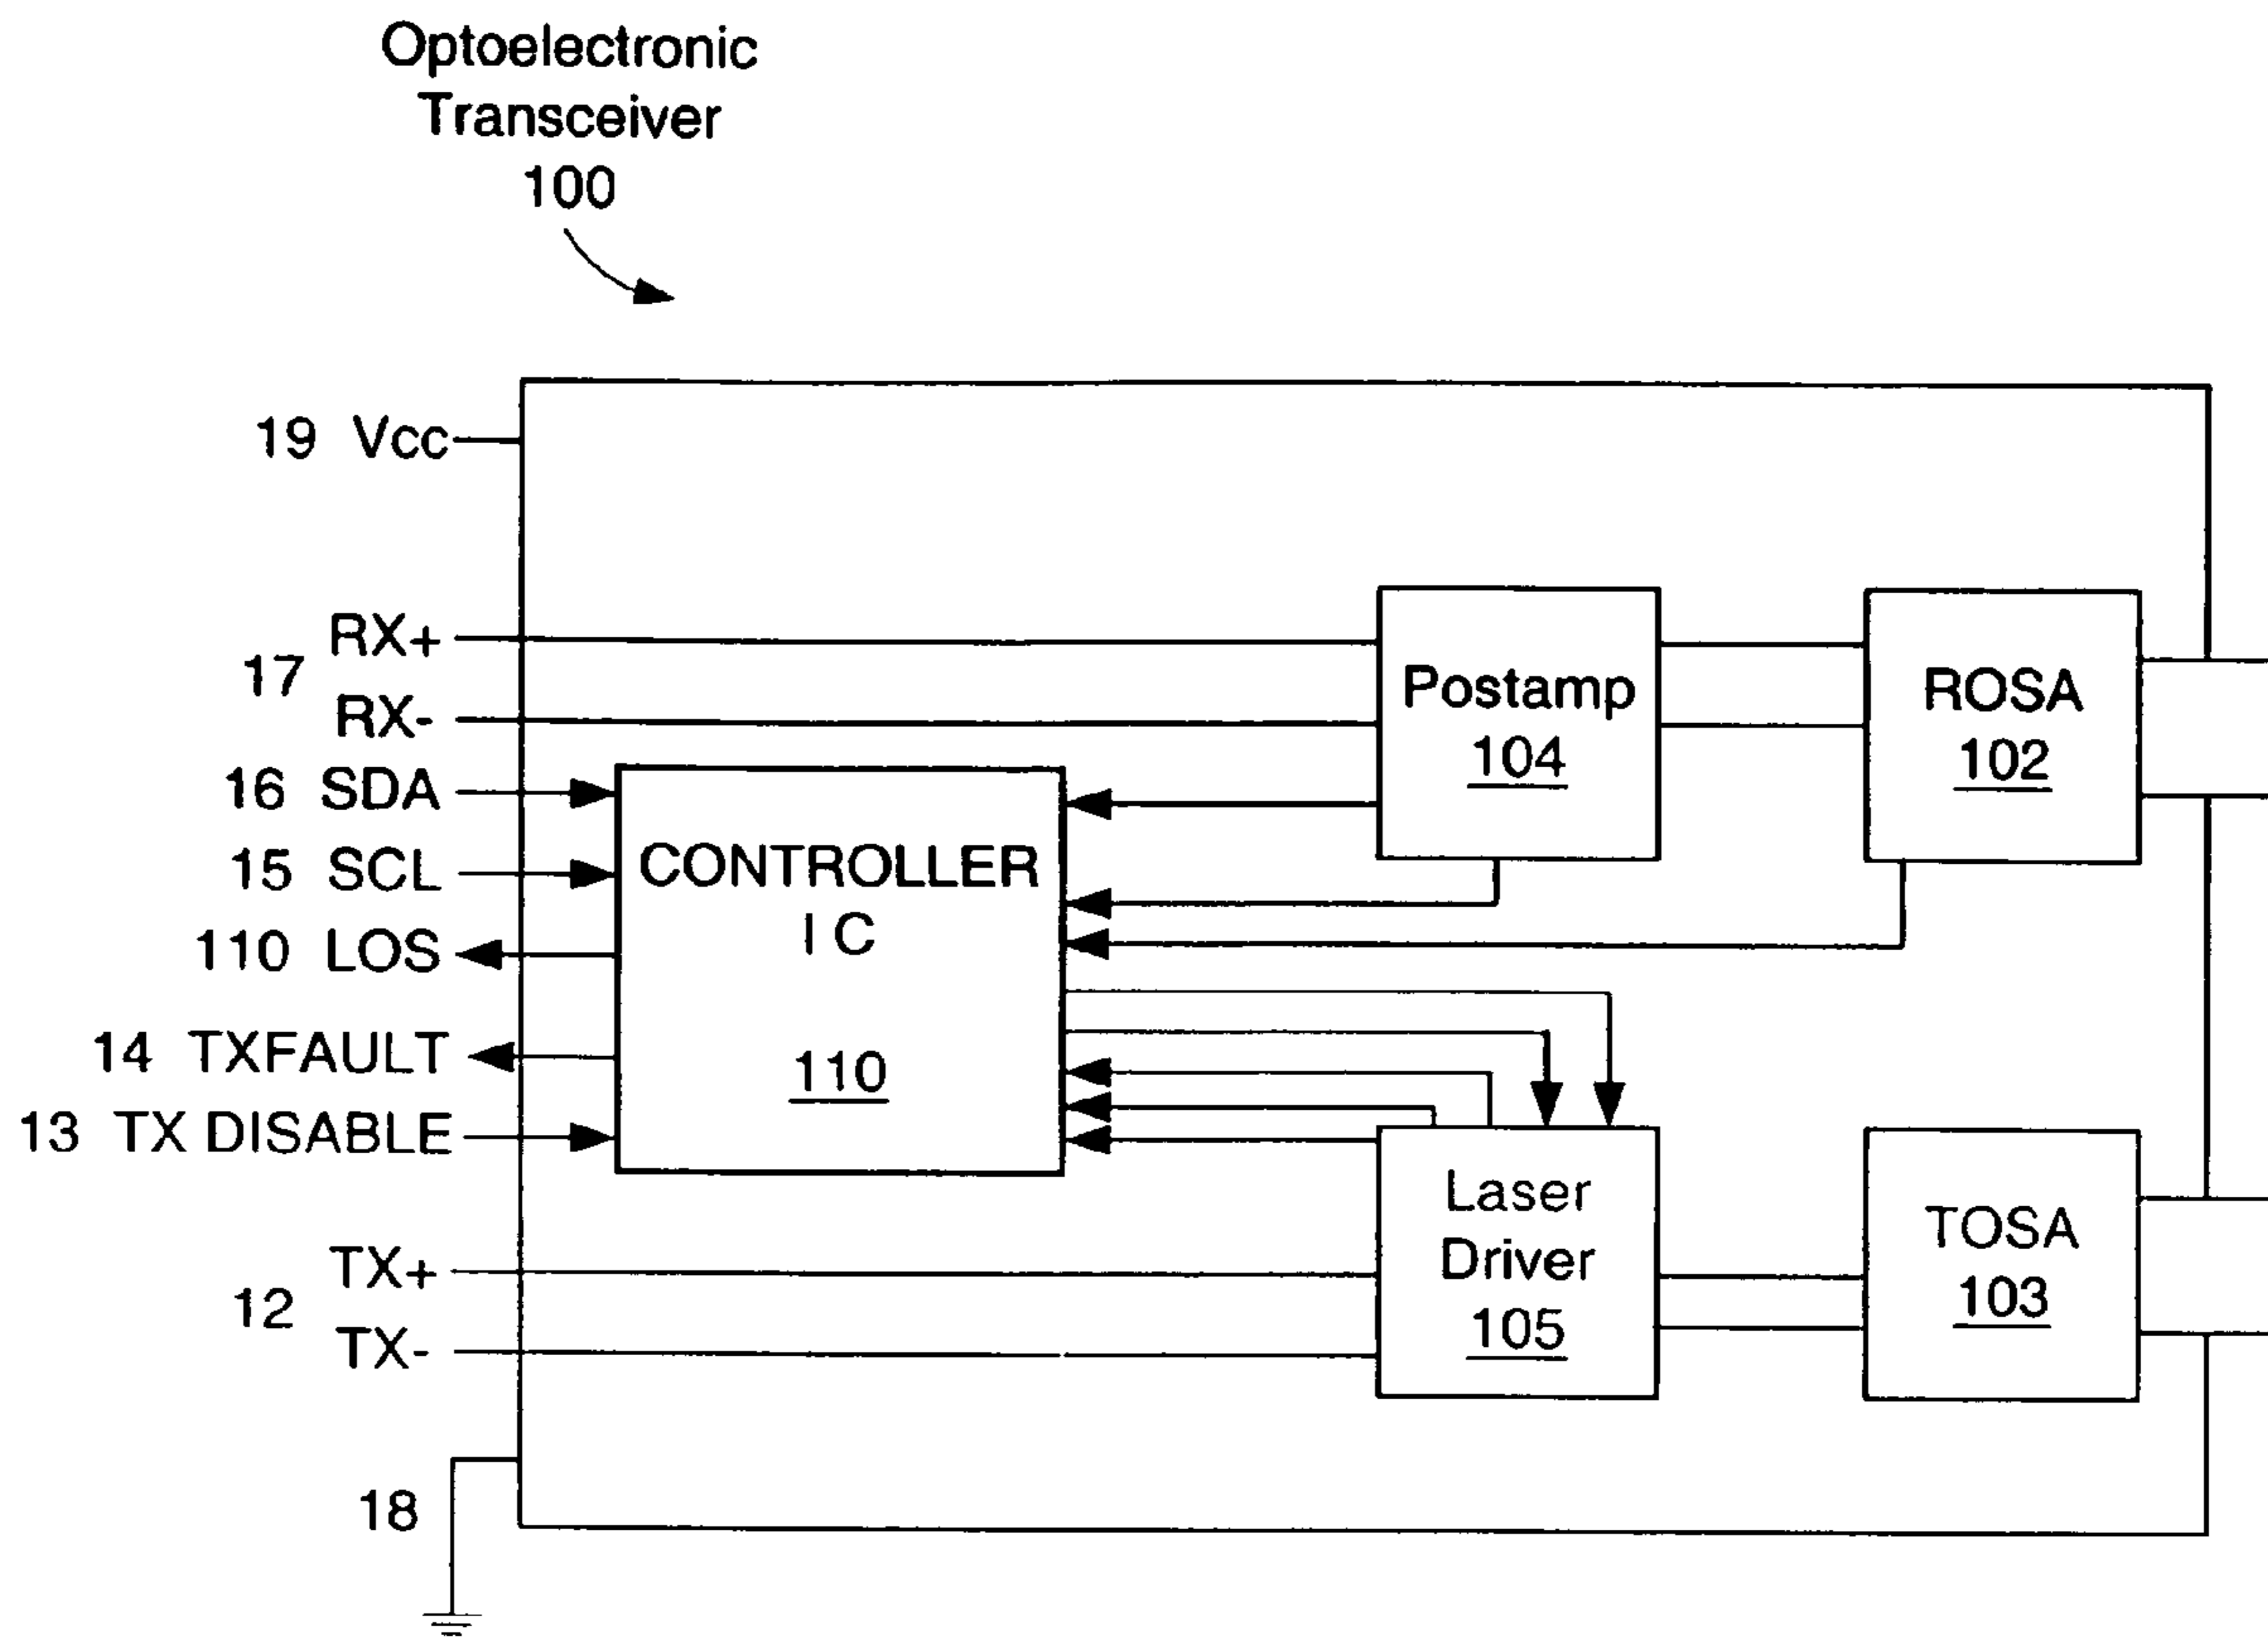 Optoelectronic
Transceiver
100
19 Vcc
17
RX+
RX-
16 SDA
15 SCL
110 LOS
14 TXFAULT
13 TX DISABLE
12
TX+
TX-
18
CONTROLLER
I C
110
Postamp
104
ROSA
102
Laser
Driver
105
TOSA
103